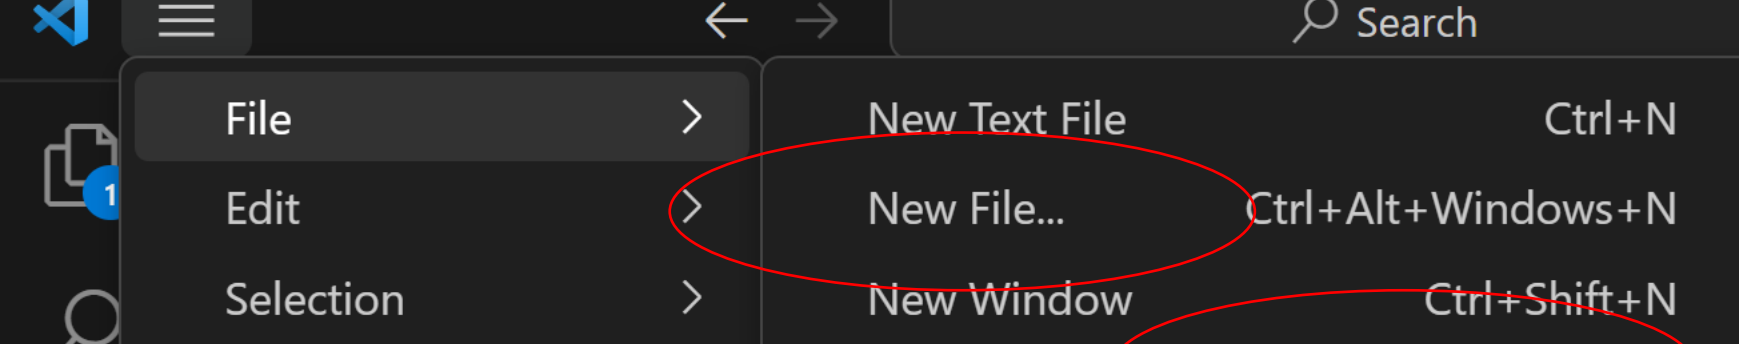 Search
File
New Text File Ctrl+N
1
Edit
New File... Ctrl+Alt+Windows+N
Selection
New Window Ctrl+Shift+N